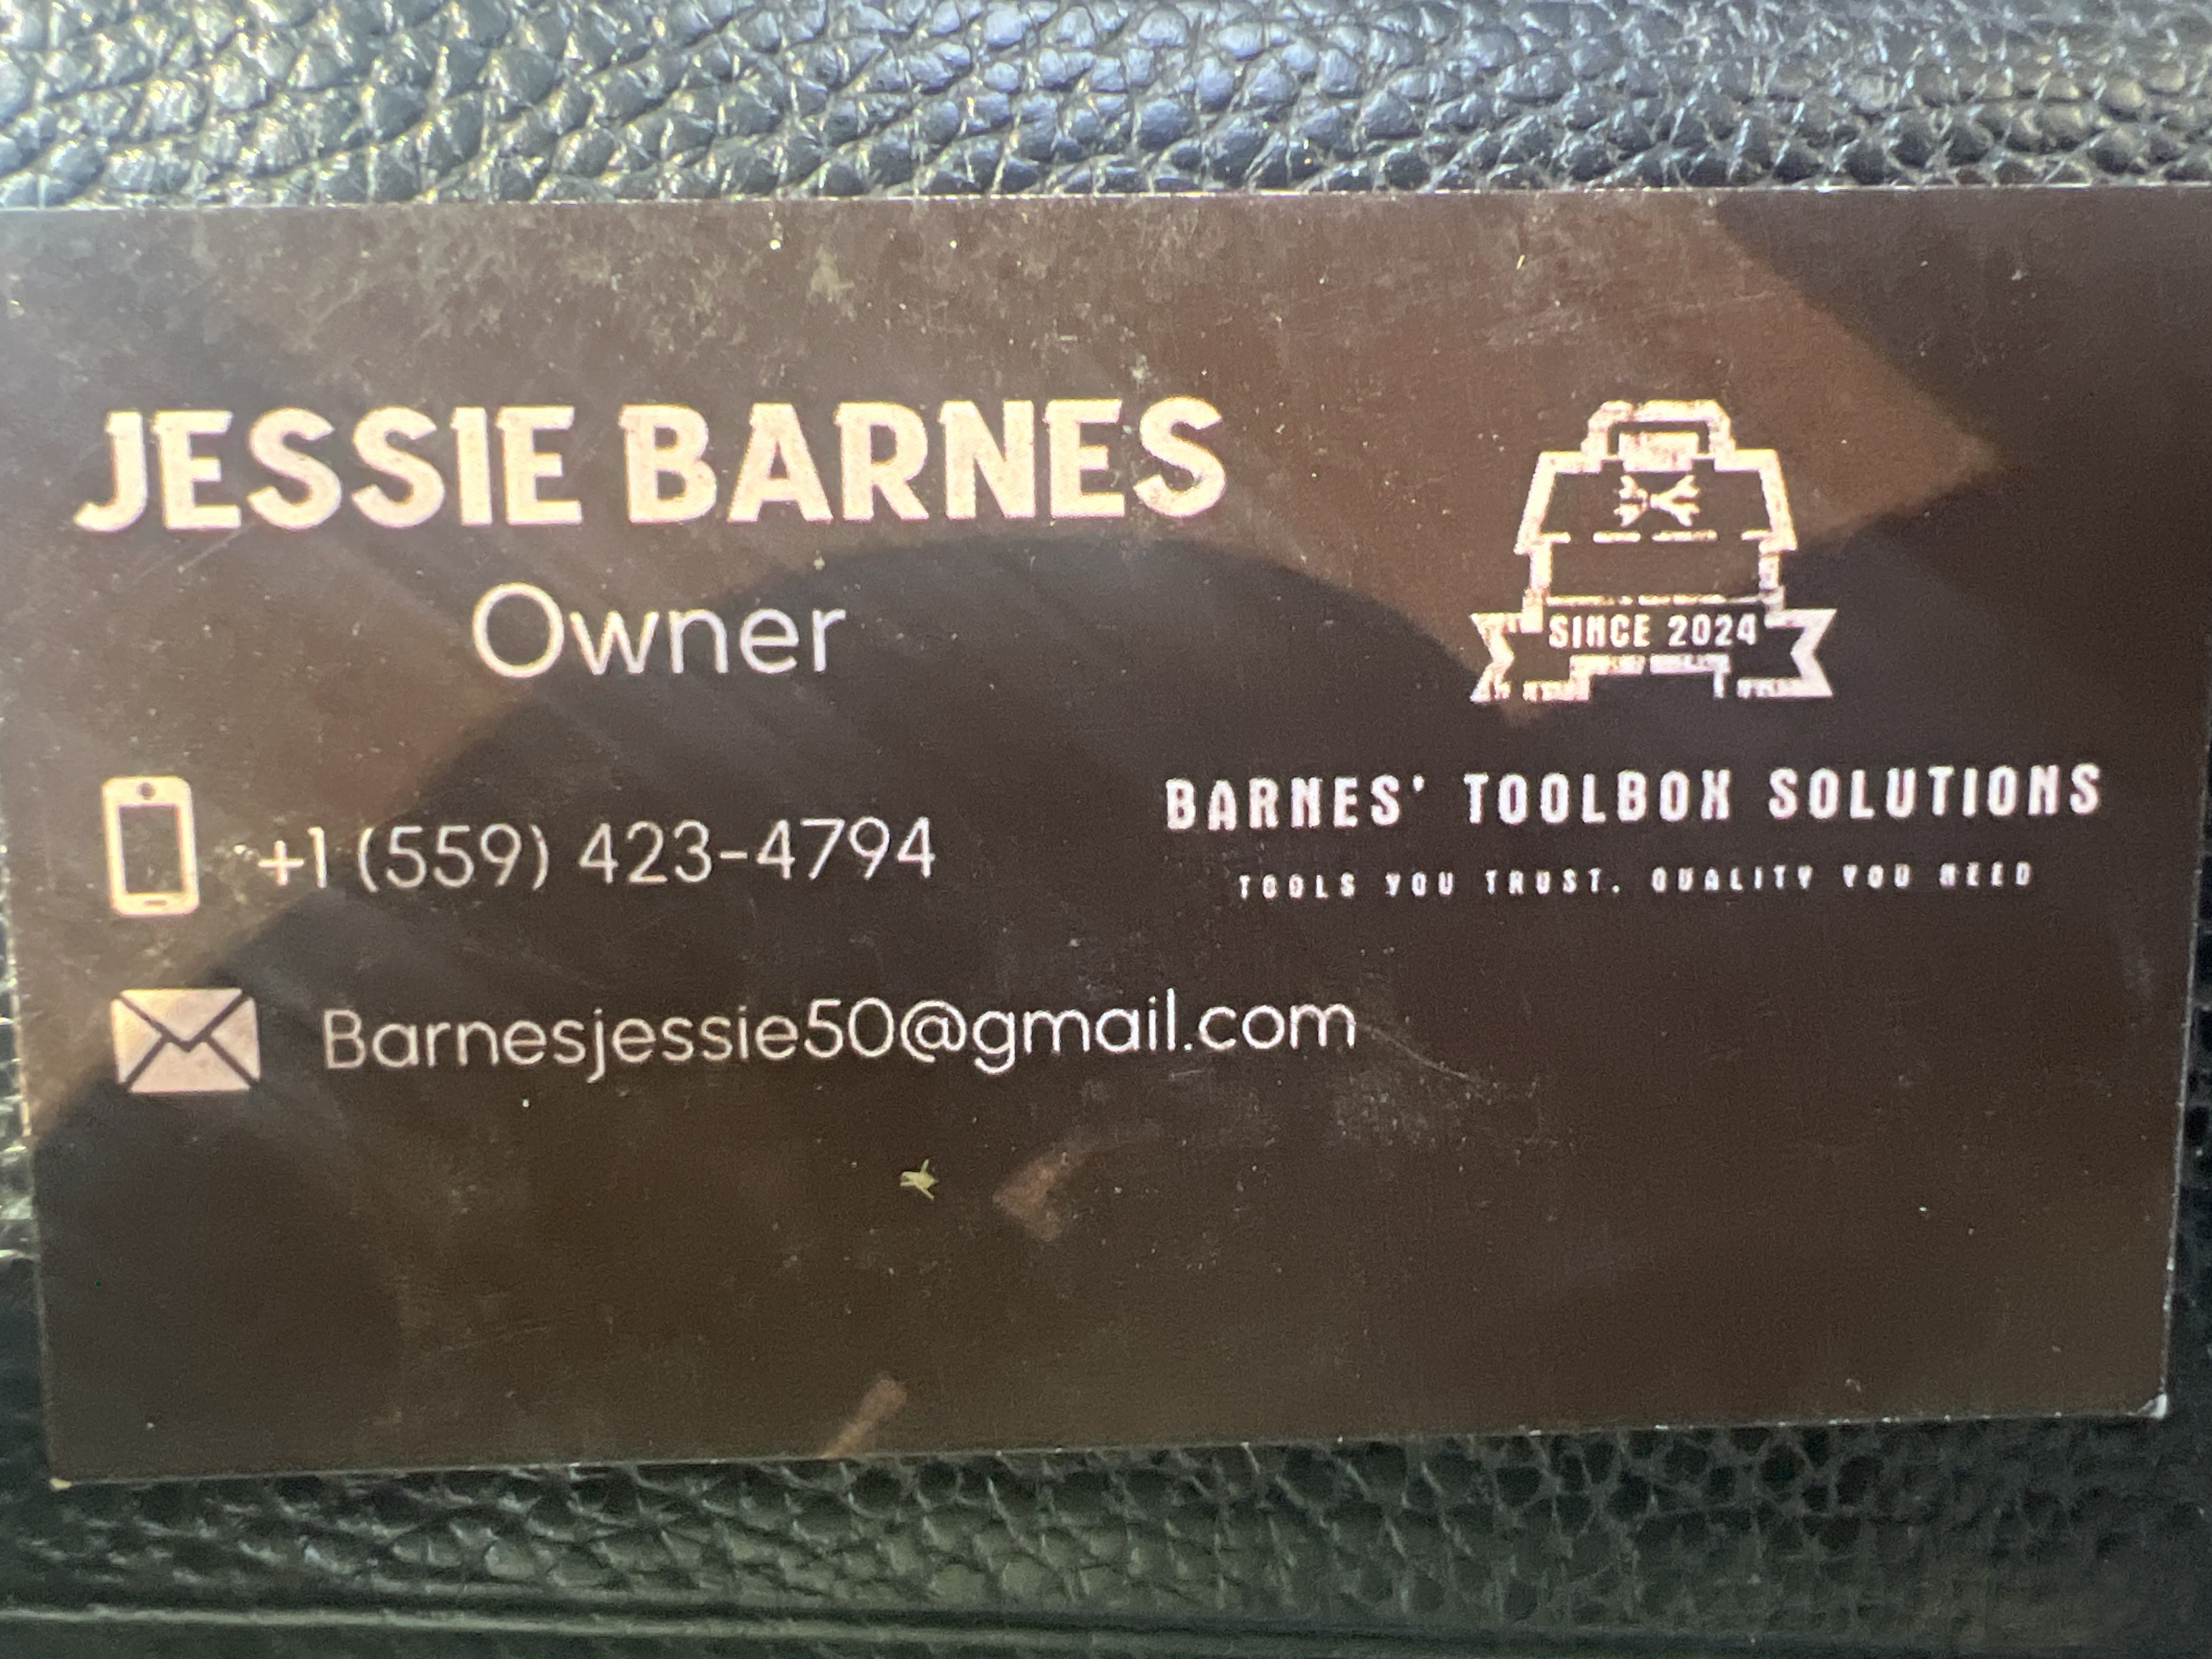 JESSIE BARNES
Owner
+1 (559) 423-4794
Barnesjessie50@gmail.com
SINCE 2024
BARNES' TOOLBOX SOLUTIONS
TOOLS YOU TRUST. QUALITY YOU NEED